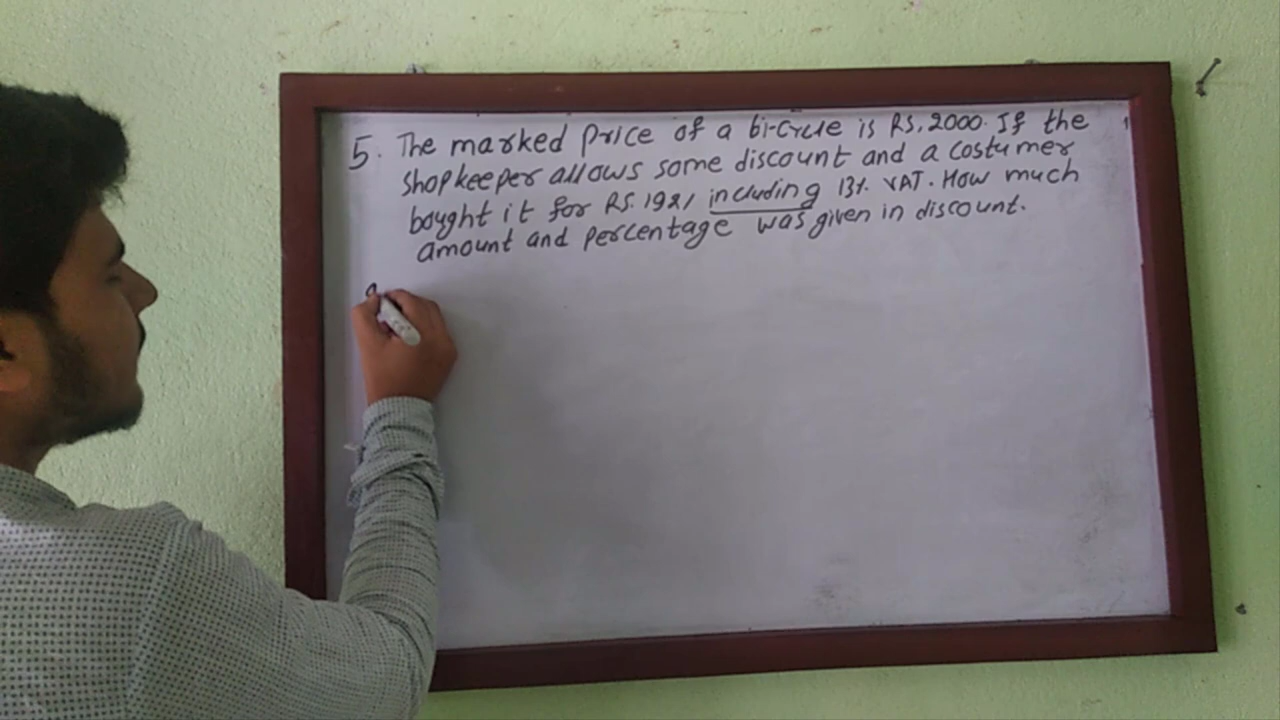 5. The marked price of a bi-cycle is RS. 2000. If the
shopkeeper allows some discount and a costumer
bought it for RS. 1921 including 13% VAT. How much
amount and percentage was given in discount.